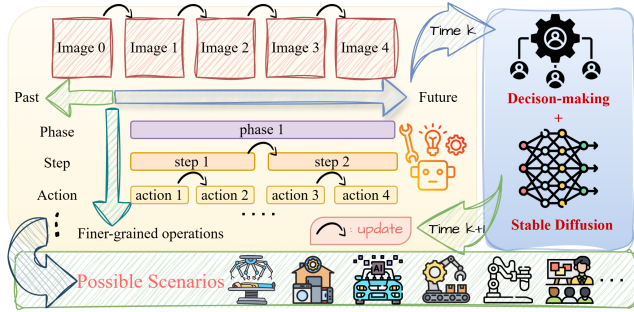 Image 0 Image 1 Image 2 Image 3 Image 4
Time k
Past Future
Decison-making
+
Stable Diffusion
Phase phase 1
Step step 1 step 2
Action action 1 action 2 action 3 action 4
....
Finer-grained operations
: update
Time k+1
Possible Scenarios
AI
....